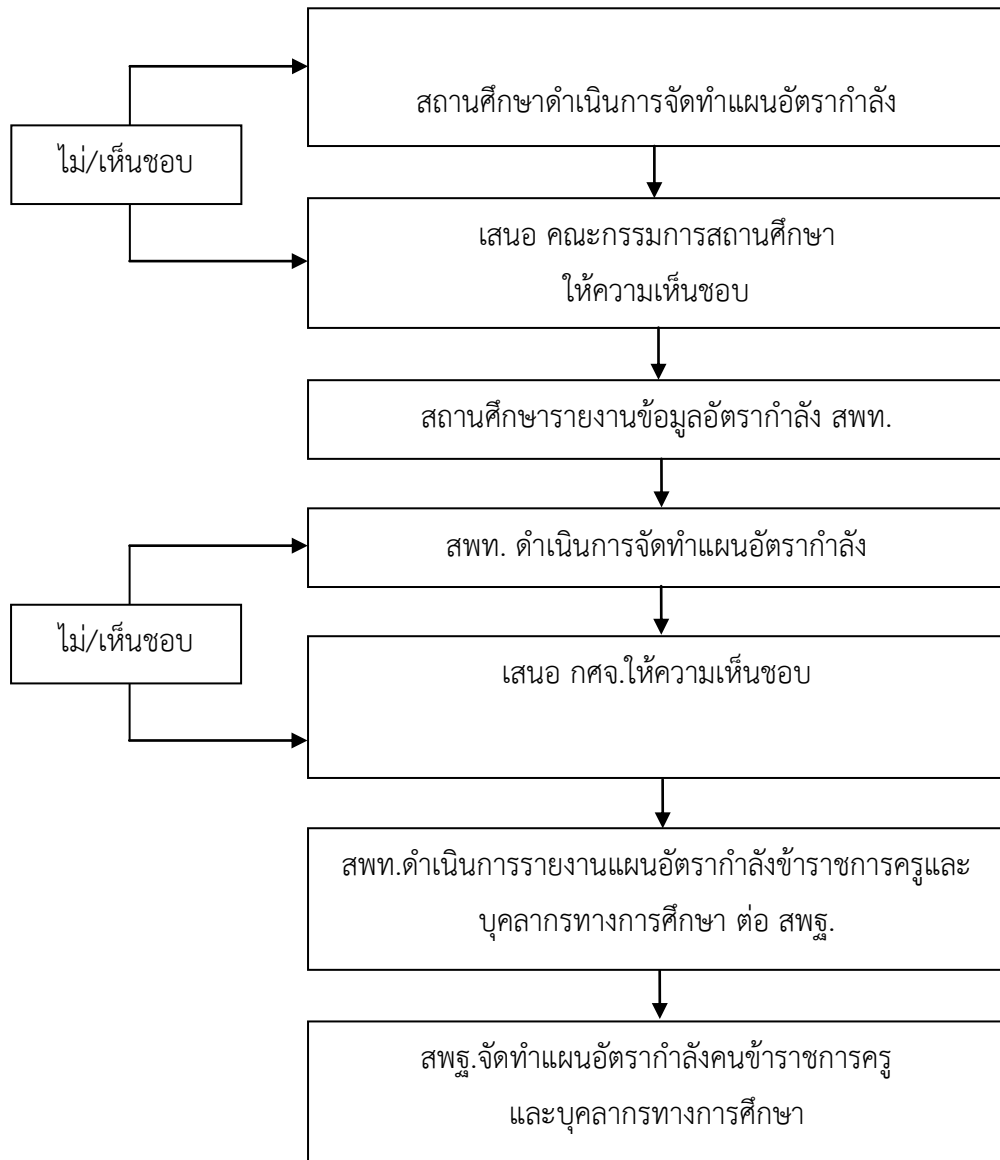 สถานศึกษาดำเนินการจัดทำแผนอัตรากำลัง
ไม่/เห็นชอบ
เสนอ คณะกรรมการสถานศึกษา
ให้ความเห็นชอบ
สถานศึกษารายงานข้อมูลอัตรากำลัง สพท.
สพท. ดำเนินการจัดทำแผนอัตรากำลัง
ไม่/เห็นชอบ
เสนอ กศจ.ให้ความเห็นชอบ
สพท.ดำเนินการรายงานแผนอัตรากำลังข้าราชการครูและ
บุคลากรทางการศึกษา ต่อ สพฐ.
สพฐ.จัดทำแผนอัตรากำลังคนข้าราชการครู
และบุคลากรทางการศึกษา